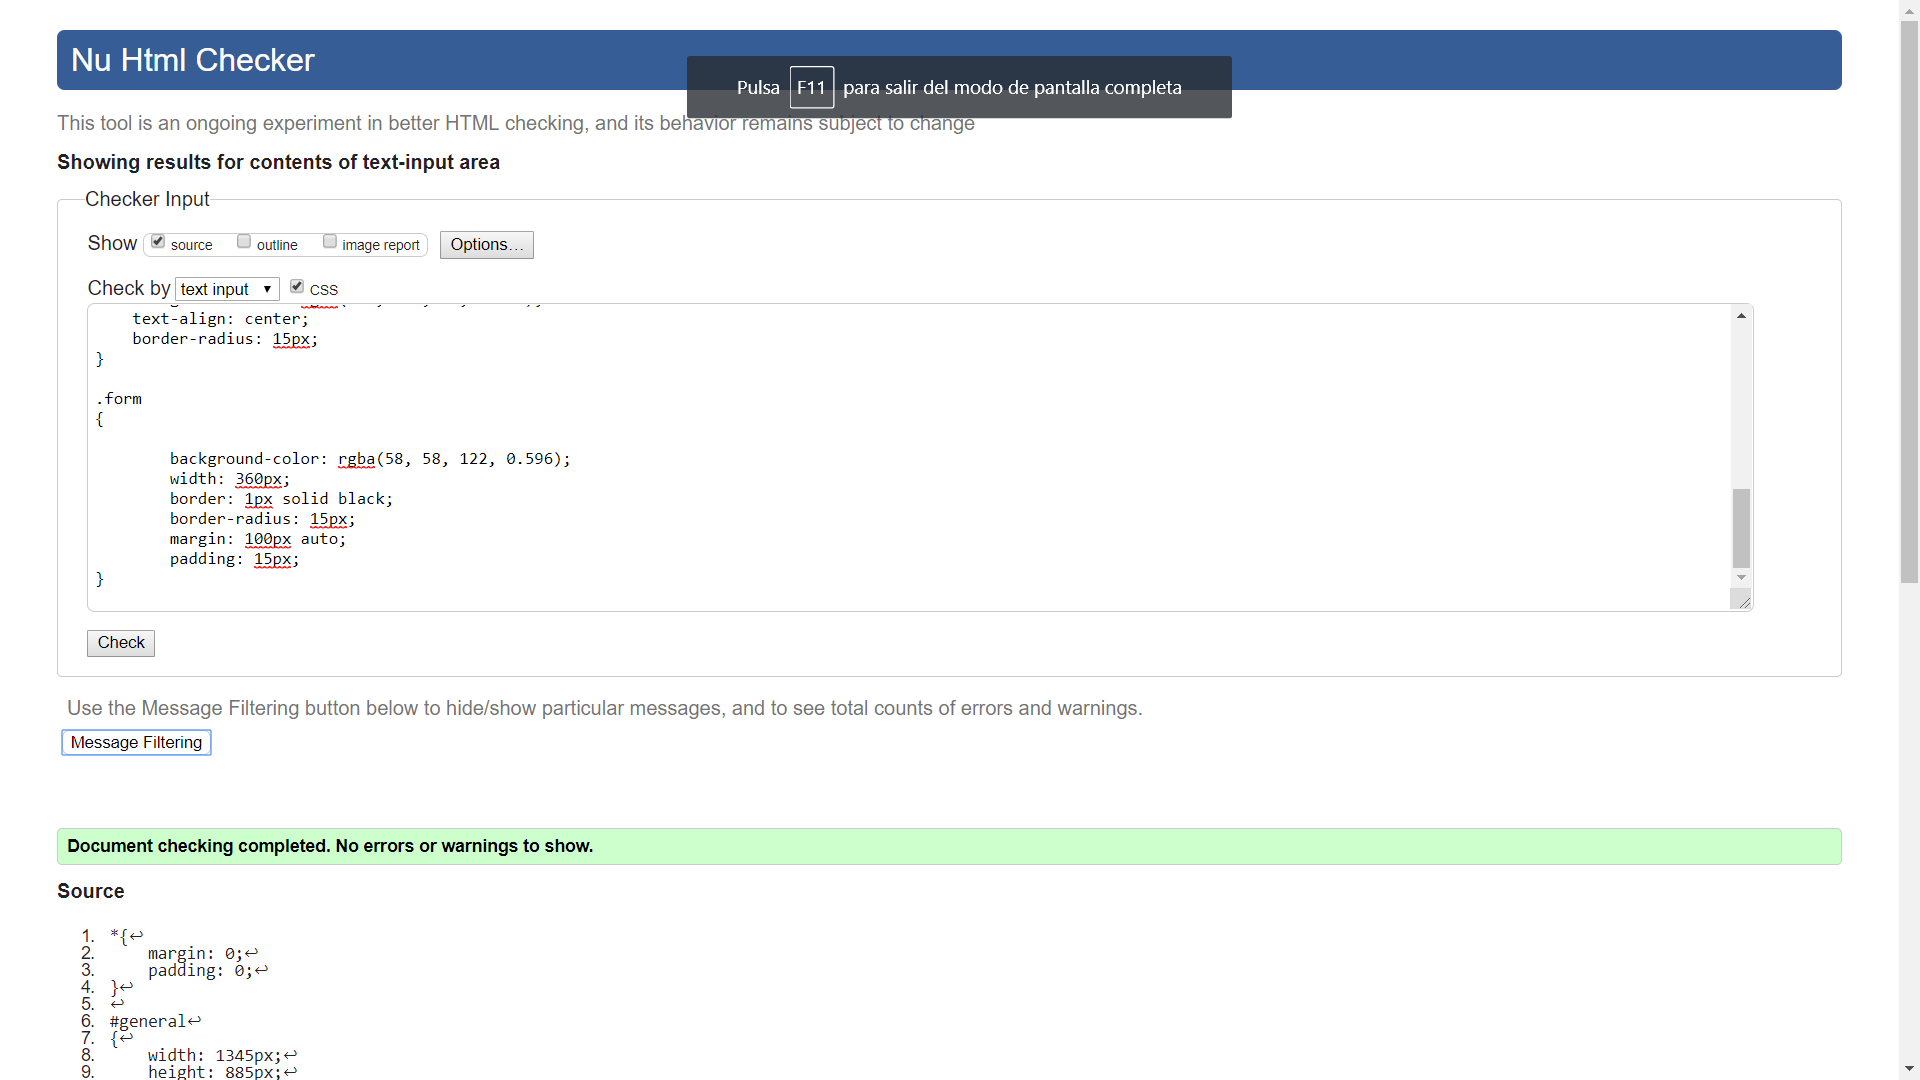 Nu Html Checker
Pulsa F11 para salir del modo de pantalla completa
This tool is an ongoing experiment in better HTML checking, and its behavior remains subject to change
Showing results for contents of text-input area
Checker Input
Show source outline image report Options...
Check by text input CSS
text-align: center;
border-radius: 15px;
}
.form
{
background-color: rgba(58, 58, 122, 0.596);
width: 360px;
border: 1px solid black;
border-radius: 15px;
margin: 100px auto;
padding: 15px;
}
Check
Use the Message Filtering button below to hide/show particular messages, and to see total counts of errors and warnings.
Message Filtering
Document checking completed. No errors or warnings to show.
Source
1. *{↩
2. margin: 0;↩
3. padding: 0;↩
4. }↩
5. ↩
6. #general↩
7. {↩
8. width: 1345px;↩
9. height: 885px;↩